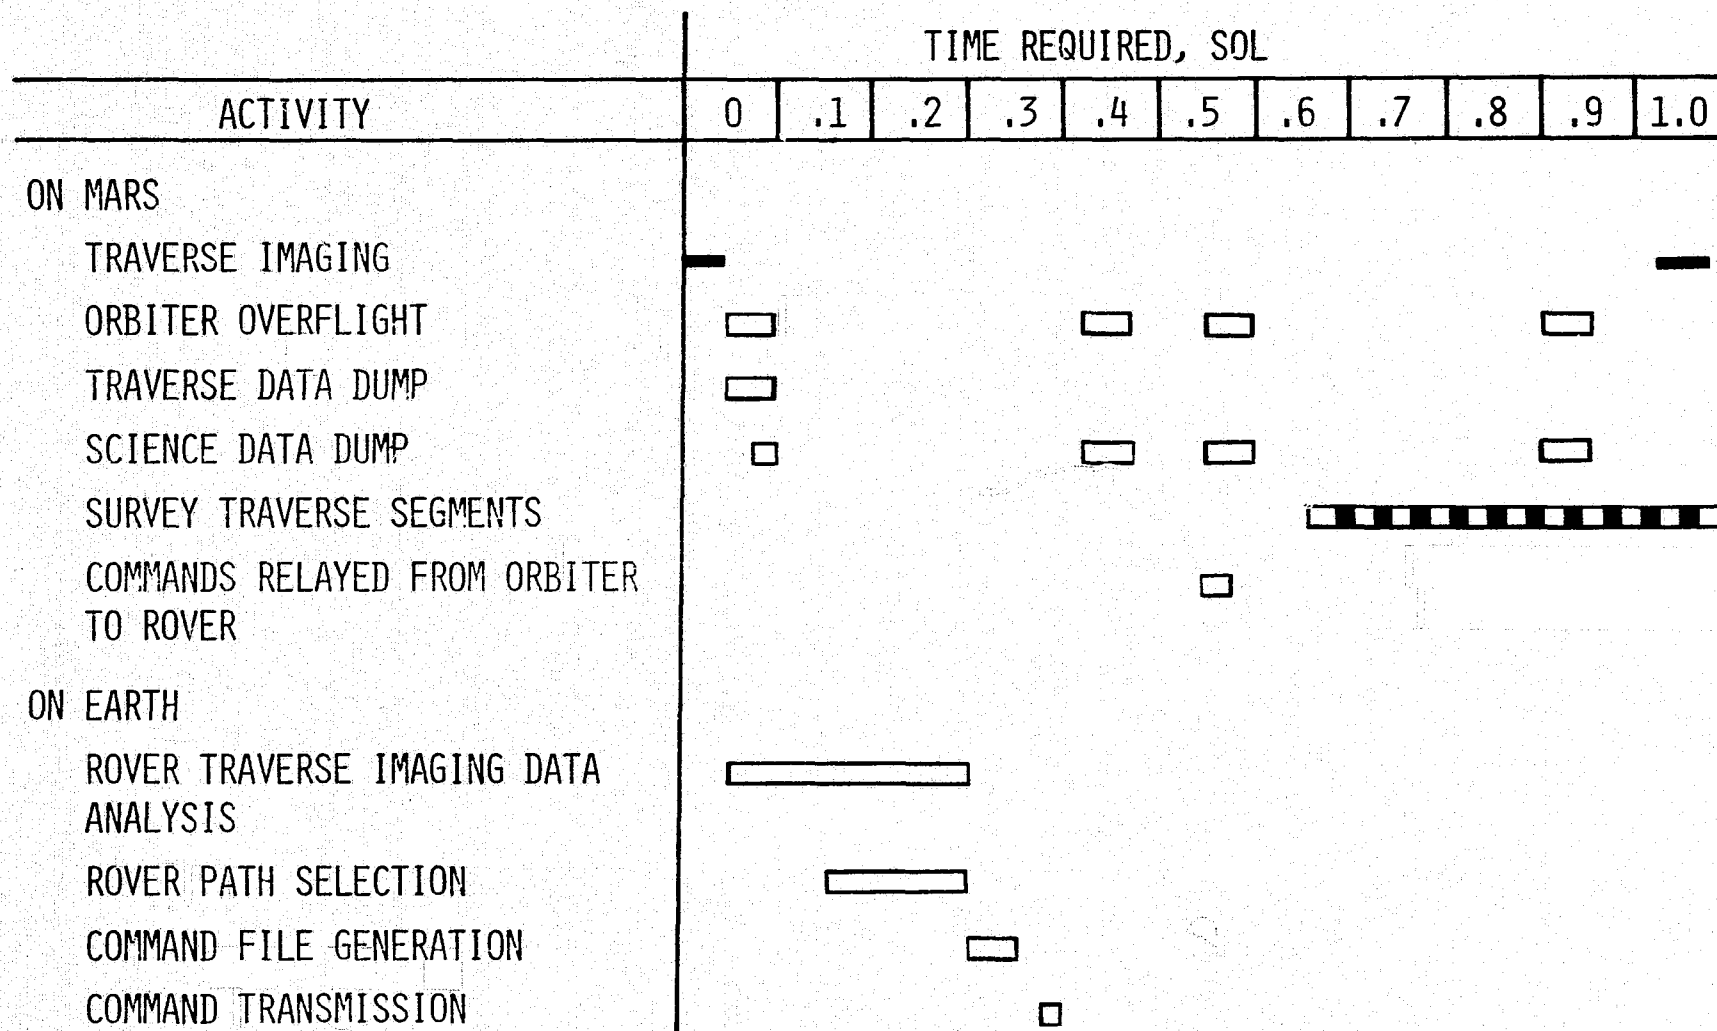 TIME REQUIRED, SOL
ACTIVITY 0 .1 .2 .3 .4 .5 .6 .7 .8 .9 1.0
ON MARS
TRAVERSE IMAGING
ORBITER OVERFLIGHT
TRAVERSE DATA DUMP
SCIENCE DATA DUMP
SURVEY TRAVERSE SEGMENTS
COMMANDS RELAYED FROM ORBITER
TO ROVER
ON EARTH
ROVER TRAVERSE IMAGING DATA
ANALYSIS
ROVER PATH SELECTION
COMMAND FILE GENERATION
COMMAND TRANSMISSION